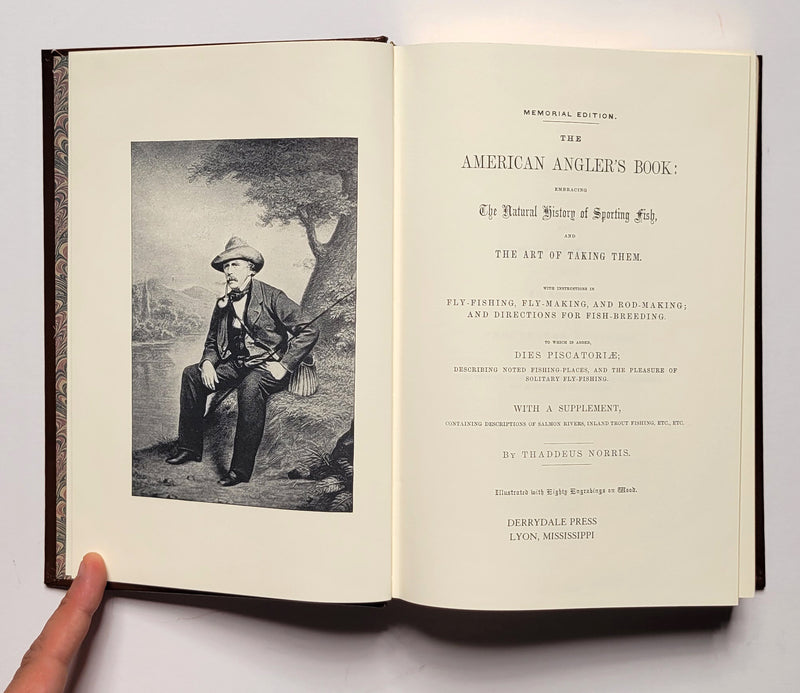 MEMORIAL EDITION.
THE
AMERICAN ANGLER'S BOOK:
EMBRACING
The Natural History of Sporting Fish,
AND
THE ART OF TAKING THEM.
WITH INSTRUCTIONS IN
FLY-FISHING, FLY-MAKING, AND ROD-MAKING;
AND DIRECTIONS FOR FISH-BREEDING.
TO WHICH IS ADDED,
DIES PISCATORIÆ;
DESCRIBING NOTED FISHING-PLACES, AND THE PLEASURE OF
SOLITARY FLY-FISHING.
WITH A SUPPLEMENT,
CONTAINING DESCRIPTIONS OF SALMON RIVERS, INLAND TROUT FISHING, ETC., ETC.
BY THADDEUS NORRIS.
Illustrated with Eighty Engravings on Wood.
DERRYDALE PRESS
LYON, MISSISSIPPI